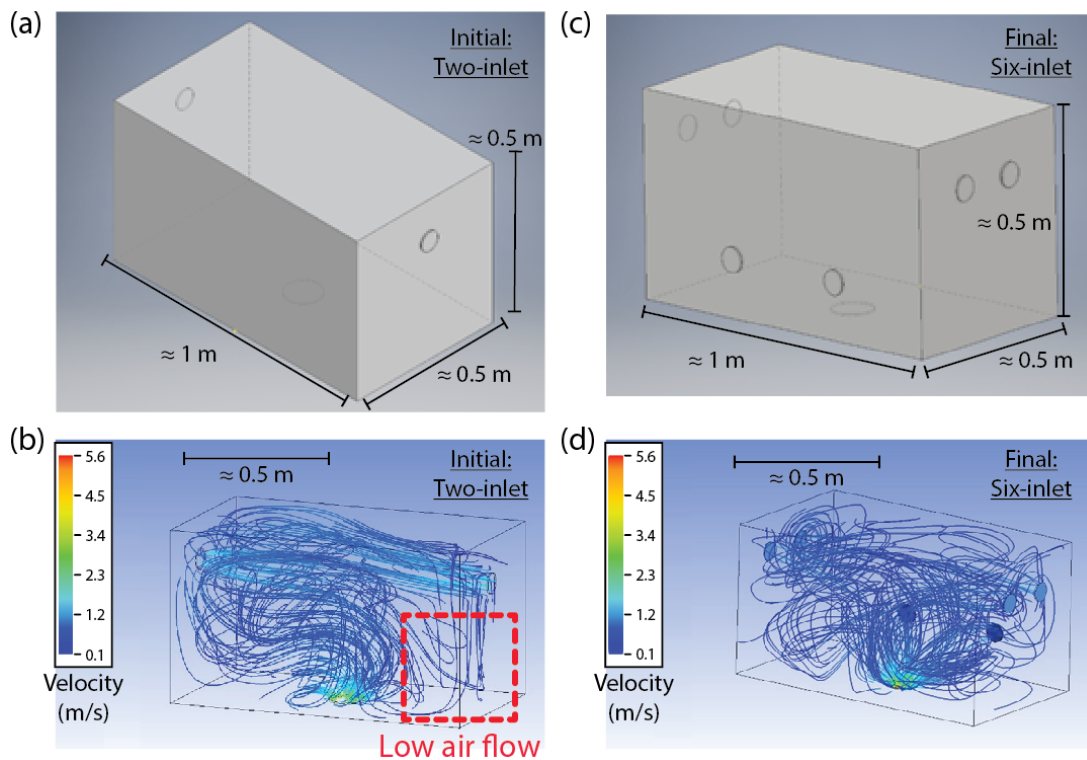 (a)
Initial:
Two-inlet
≈ 0.5 m
≈ 1 m
≈ 0.5 m
(c)
Final:
Six-inlet
≈ 0.5 m
≈ 1 m
≈ 0.5 m
(b)
5.6
4.5
3.4
2.3
1.2
0.1
Velocity
(m/s)
≈ 0.5 m
Initial:
Two-inlet
Low air flow
(d)
5.6
4.5
3.4
2.3
1.2
0.1
Velocity
(m/s)
≈ 0.5 m
Final:
Six-inlet